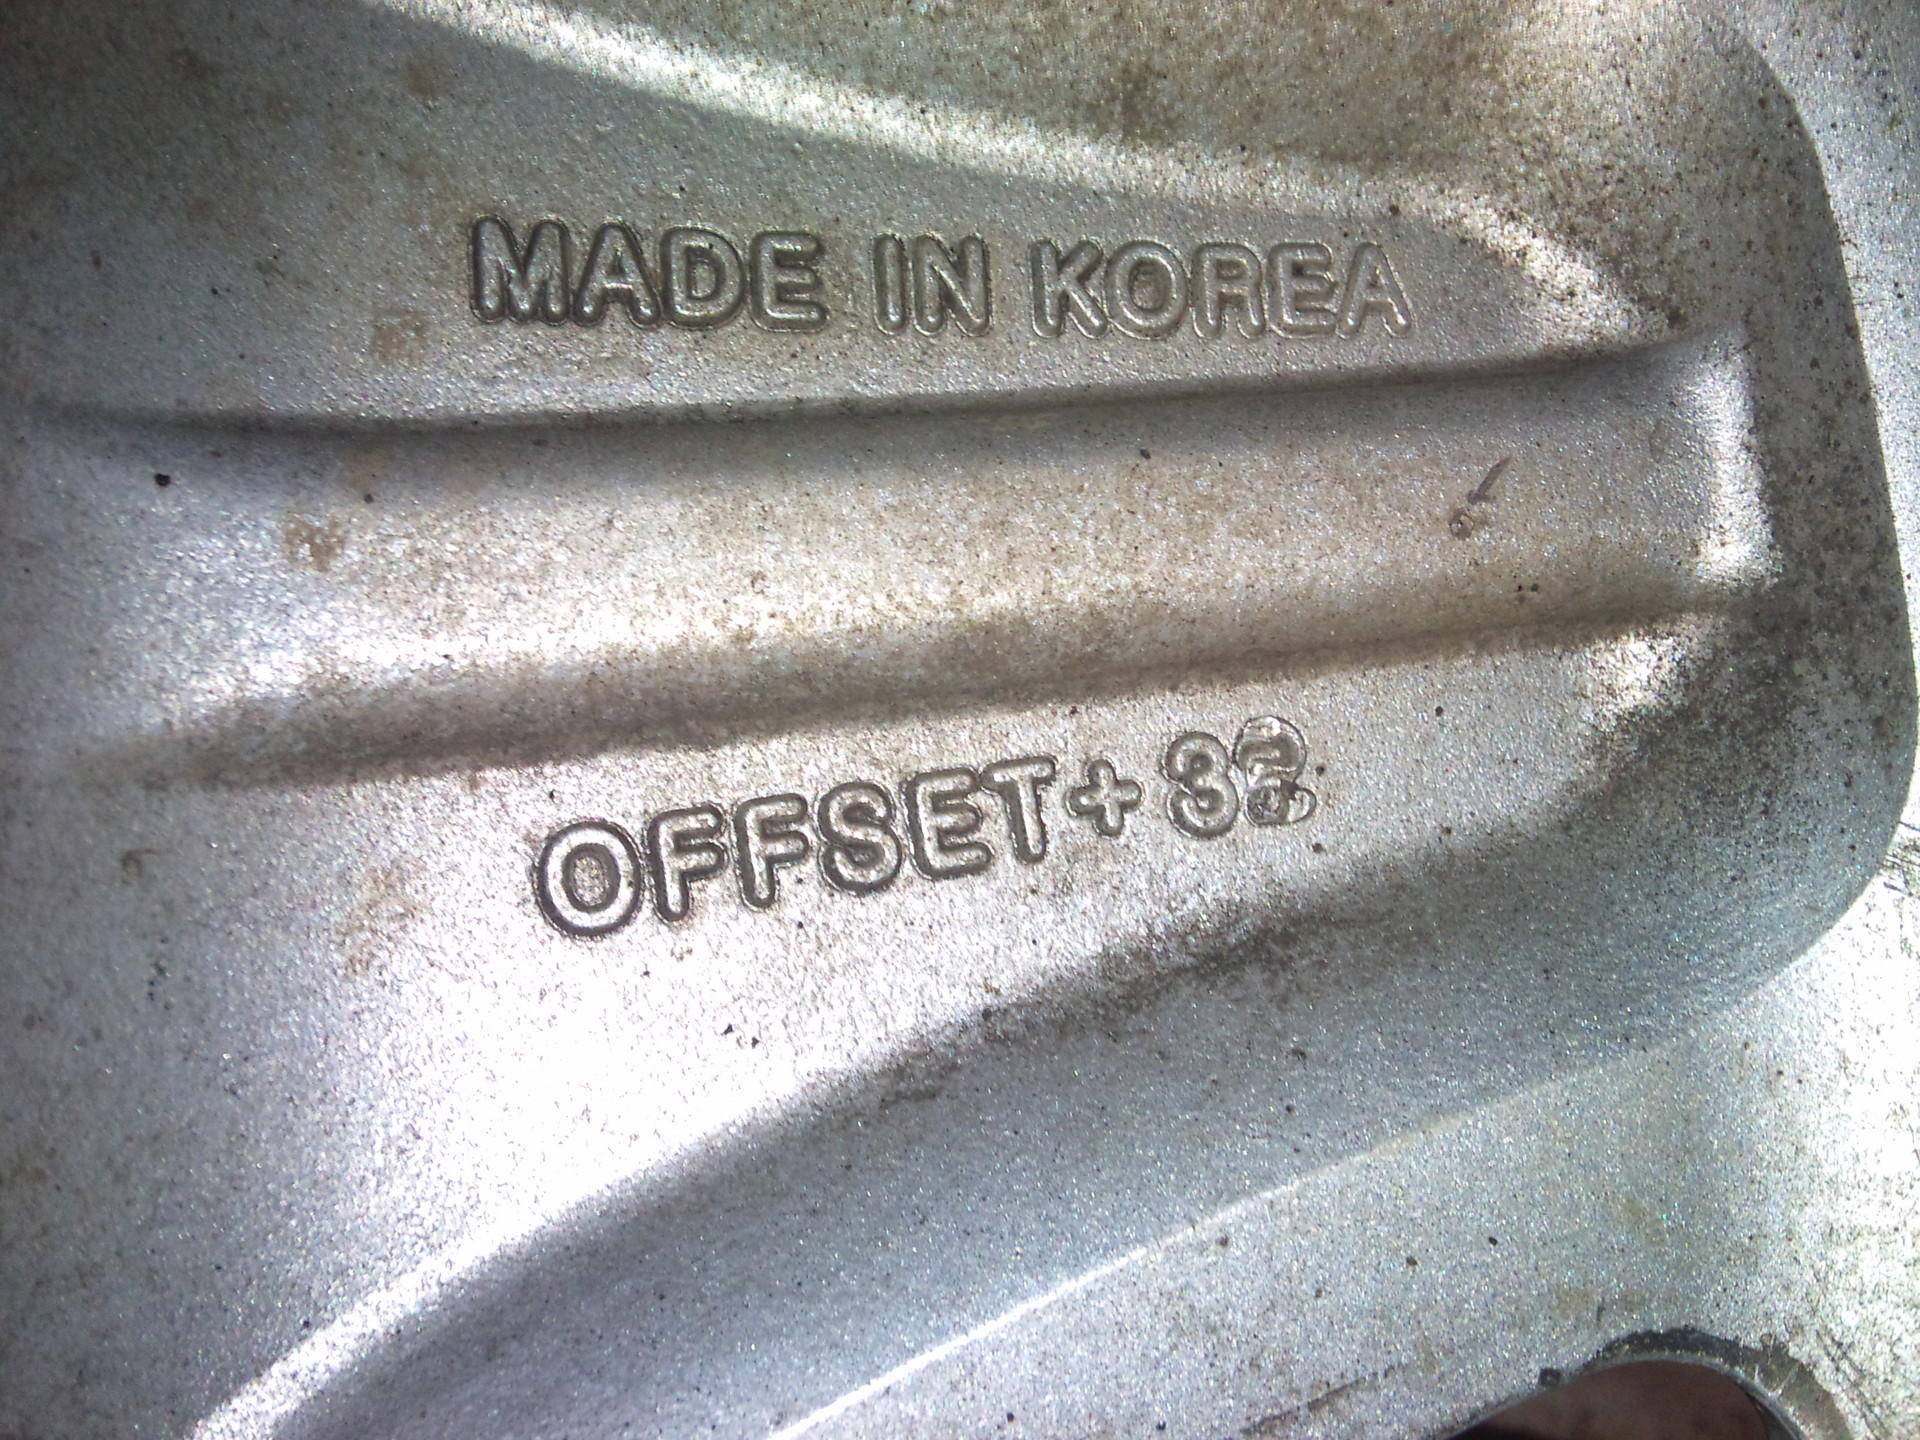 MADE IN KOREA
OFFSET +